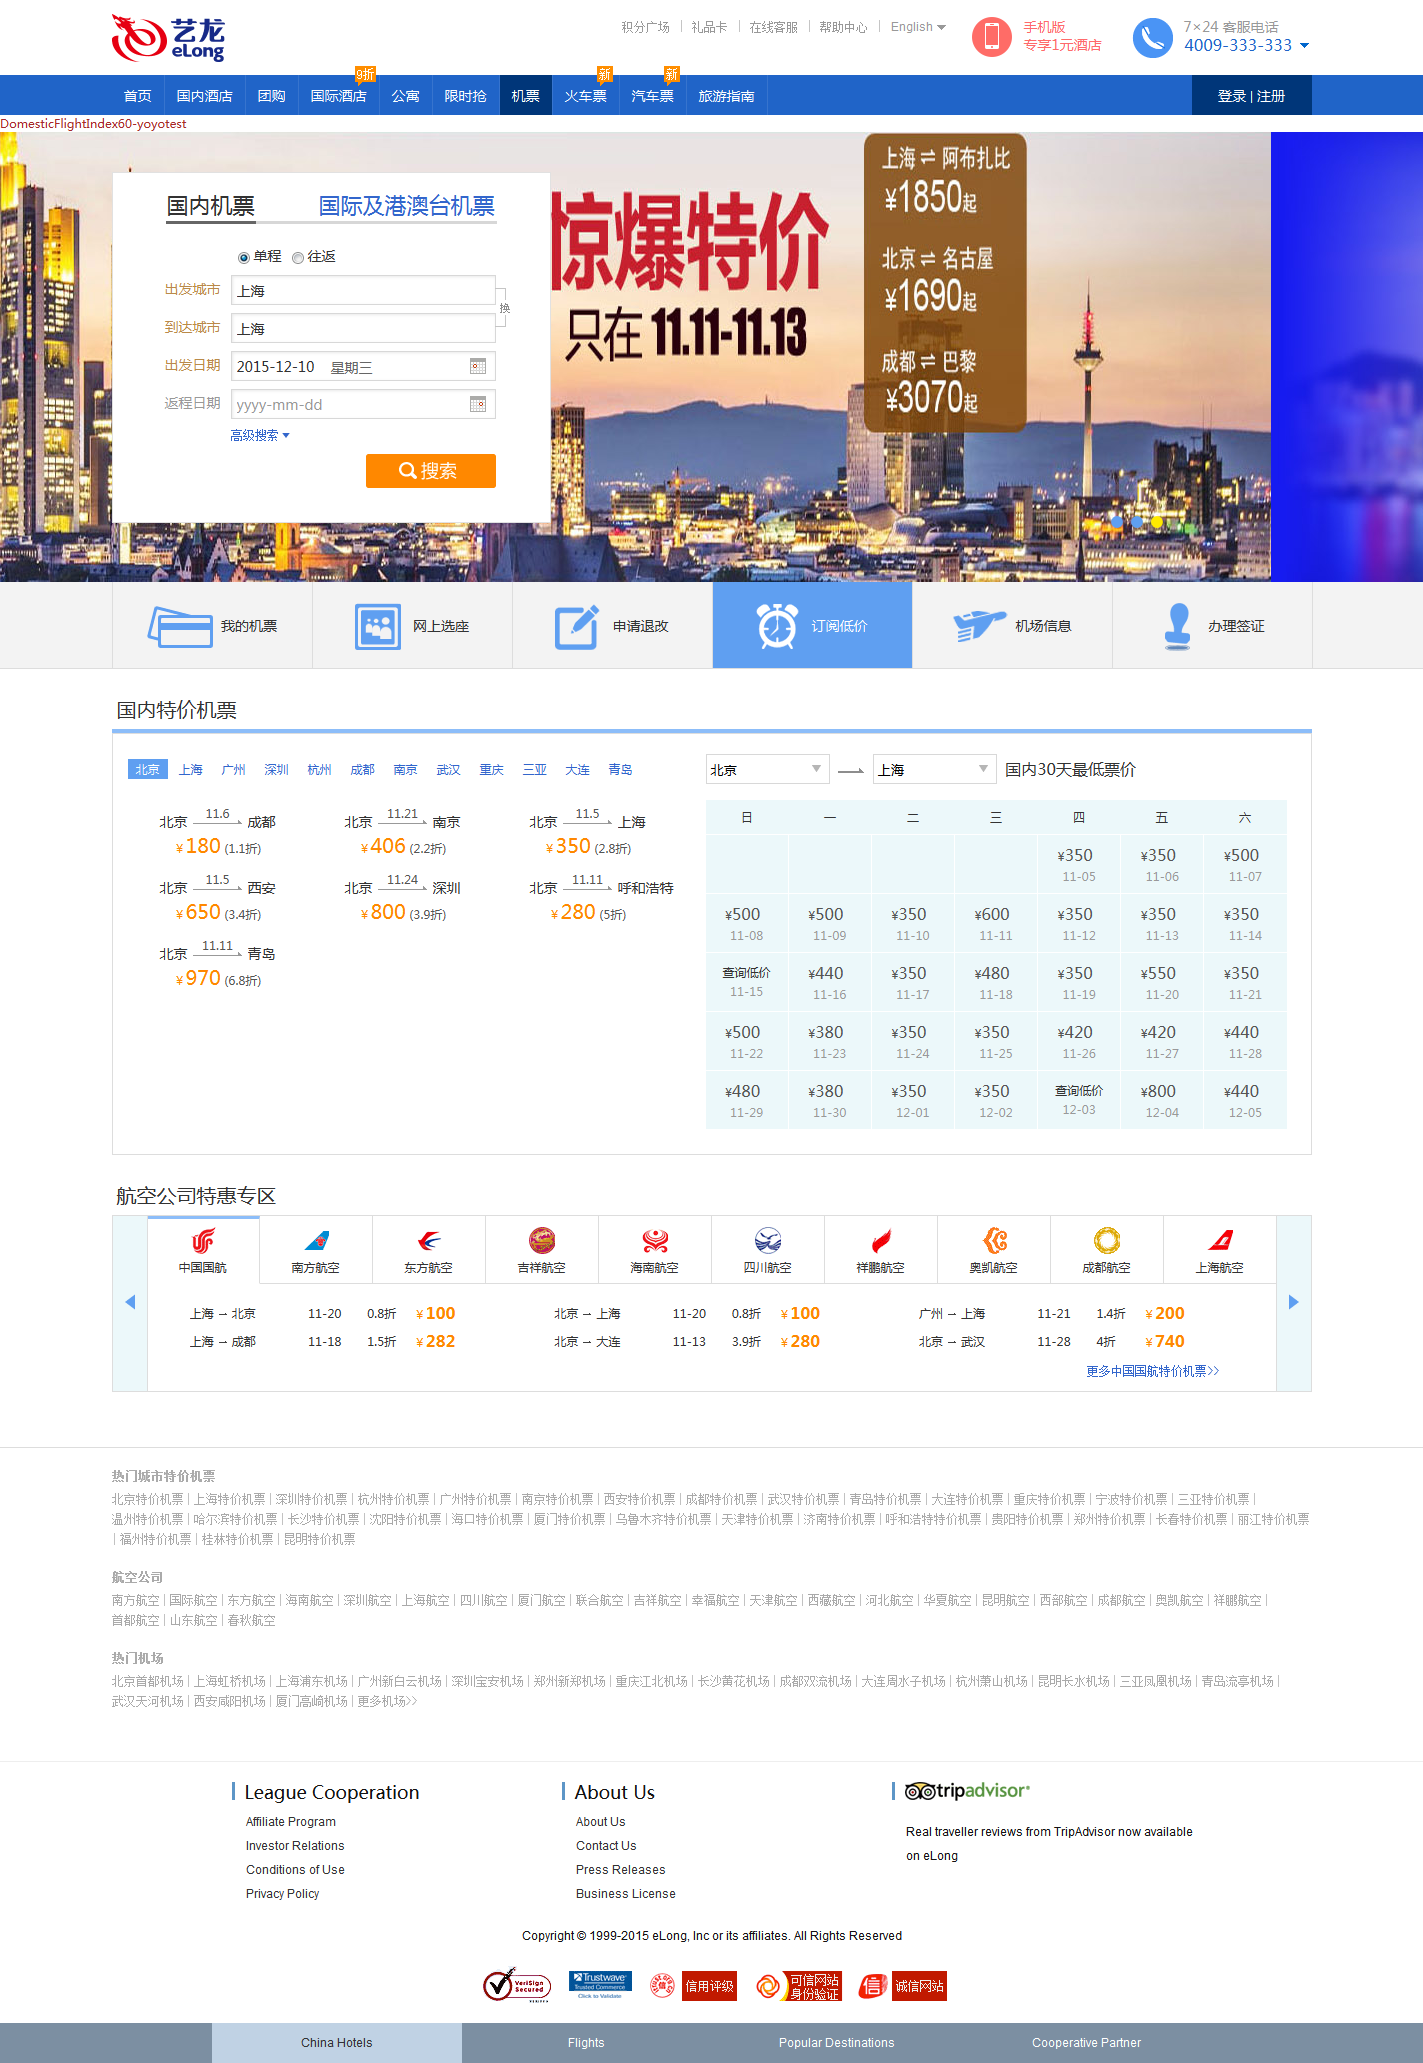 艺龙
eLong
积分广场 | 礼品卡 | 在线客服 | 帮助中心 | English
手机版
专享1元酒店
7×24 客服电话
4009-333-333
9折
新
新
首页 国内酒店 团购 国际酒店 公寓 限时抢 机票 火车票 汽车票 旅游指南 登录 | 注册
DomesticFlightIndex60-yoyotest
国内机票 国际及港澳台机票
单程 往返
出发城市 上海
换
到达城市 上海
出发日期 2015-12-10 星期三
返程日期 yyyy-mm-dd
高级搜索
搜索
惊爆特价
只在 11.11-11.13
上海 ⇌ 阿布扎比
¥1850起
北京 ⇌ 名古屋
¥1690起
成都 ⇌ 巴黎
¥3070起
我的机票 网上选座 申请退改 订阅低价 机场信息 办理签证
国内特价机票
北京 上海 广州 深圳 杭州 成都 南京 武汉 重庆 三亚 大连 青岛
北京 11.6 成都 北京 11.21 南京 北京 11.5 上海
¥180 (1.1折) ¥406 (2.2折) ¥350 (2.8折)
北京 11.5 西安 北京 11.24 深圳 北京 11.11 呼和浩特
¥650 (3.4折) ¥800 (3.9折) ¥280 (5折)
北京 11.11 青岛
¥970 (6.8折)
北京 上海 国内30天最低票价
日 一 二 三 四 五 六
¥350 ¥350 ¥500
11-05 11-06 11-07
¥500 ¥500 ¥350 ¥600 ¥350 ¥350 ¥350
11-08 11-09 11-10 11-11 11-12 11-13 11-14
查询低价 ¥440 ¥350 ¥480 ¥350 ¥550 ¥350
11-15 11-16 11-17 11-18 11-19 11-20 11-21
¥500 ¥380 ¥350 ¥350 ¥420 ¥420 ¥440
11-22 11-23 11-24 11-25 11-26 11-27 11-28
¥480 ¥380 ¥350 ¥350 查询低价 ¥800 ¥440
11-29 11-30 12-01 12-02 12-03 12-04 12-05
航空公司特惠专区
中国国航 南方航空 东方航空 吉祥航空 海南航空 四川航空 祥鹏航空 奥凯航空 成都航空 上海航空
上海 → 北京 11-20 0.8折 ¥100 北京 → 上海 11-20 0.8折 ¥100 广州 → 上海 11-21 1.4折 ¥200
上海 → 成都 11-18 1.5折 ¥282 北京 → 大连 11-13 3.9折 ¥280 北京 → 武汉 11-28 4折 ¥740
更多中国国航特价机票>>
热门城市特价机票
北京特价机票 | 上海特价机票 | 深圳特价机票 | 杭州特价机票 | 广州特价机票 | 南京特价机票 | 西安特价机票 | 成都特价机票 | 武汉特价机票 | 青岛特价机票 | 大连特价机票 | 重庆特价机票 | 宁波特价机票 | 三亚特价机票 |
温州特价机票 | 哈尔滨特价机票 | 长沙特价机票 | 沈阳特价机票 | 海口特价机票 | 厦门特价机票 | 乌鲁木齐特价机票 | 天津特价机票 | 济南特价机票 | 呼和浩特特价机票 | 贵阳特价机票 | 郑州特价机票 | 长春特价机票 | 丽江特价机票
| 福州特价机票 | 桂林特价机票 | 昆明特价机票
航空公司
南方航空 | 国际航空 | 东方航空 | 海南航空 | 深圳航空 | 上海航空 | 四川航空 | 厦门航空 | 联合航空 | 吉祥航空 | 幸福航空 | 天津航空 | 西藏航空 | 河北航空 | 华夏航空 | 昆明航空 | 西部航空 | 成都航空 | 奥凯航空 | 祥鹏航空 |
首都航空 | 山东航空 | 春秋航空
热门机场
北京首都机场 | 上海虹桥机场 | 上海浦东机场 | 广州新白云机场 | 深圳宝安机场 | 郑州新郑机场 | 重庆江北机场 | 长沙黄花机场 | 成都双流机场 | 大连周水子机场 | 杭州萧山机场 | 昆明长水机场 | 三亚凤凰机场 | 青岛流亭机场 |
武汉天河机场 | 西安咸阳机场 | 厦门高崎机场 | 更多机场>>
League Cooperation
Affiliate Program
Investor Relations
Conditions of Use
Privacy Policy
About Us
About Us
Contact Us
Press Releases
Business License
tripadvisor®
Real traveller reviews from TripAdvisor now available
on eLong
Copyright © 1999-2015 eLong, Inc or its affiliates. All Rights Reserved
VeriSign
Secured
Trustwave
Trusted Commerce
Click to Validate
信用评级
可信网站
身份验证
诚信网站
China Hotels Flights Popular Destinations Cooperative Partner